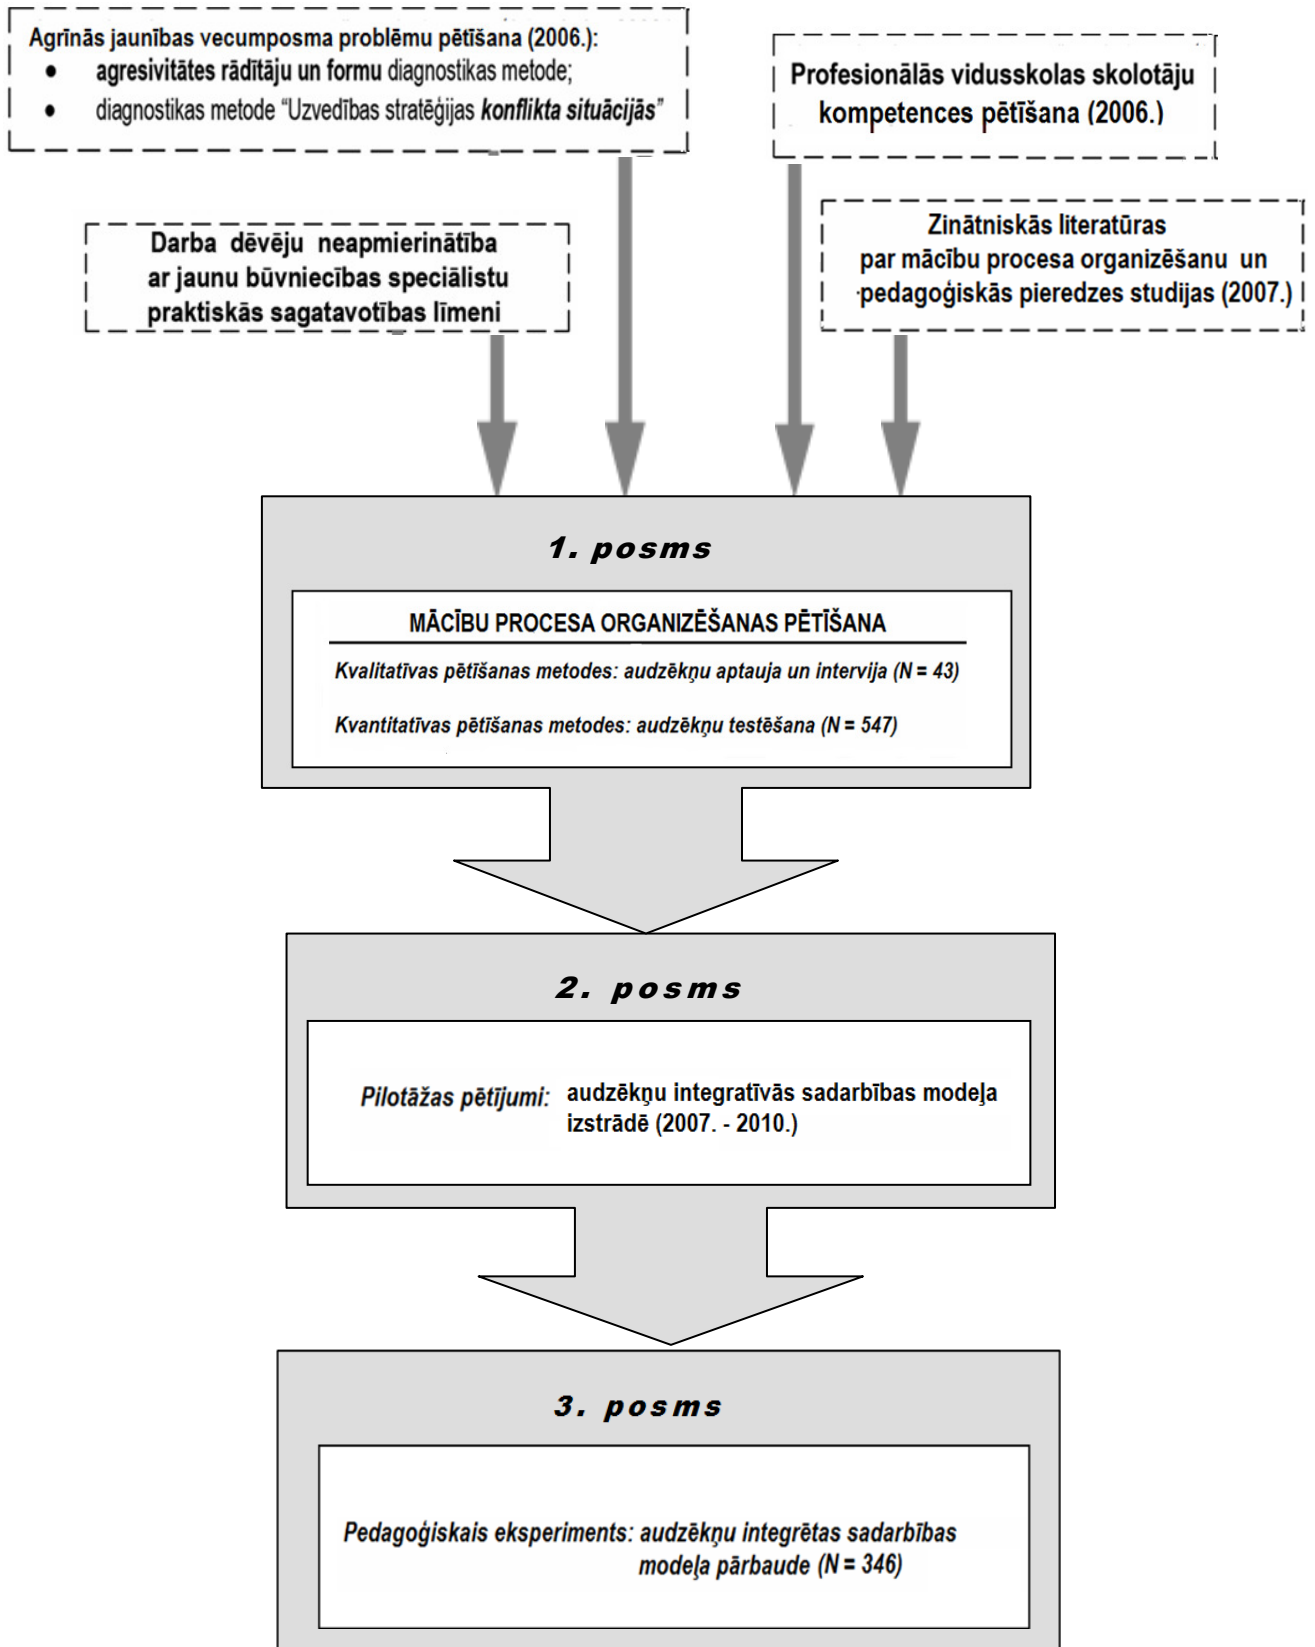 Agrīnās jaunības vecumposma problēmu pētīšana (2006.):
• agresivitātes rādītāju un formu diagnostikas metode;
• diagnostikas metode “Uzvedības stratēģijas konflikta situācijās”
Profesionālās vidusskolas skolotāju
kompetences pētīšana (2006.)
Darba dēvēju neapmierinātība
ar jaunu būvniecības speciālistu
praktiskās sagatavotības līmeni
Zinātniskās literatūras
par mācību procesa organizēšanu un
pedagoģiskās pieredzes studijas (2007.)
1. posms
MĀCĪBU PROCESA ORGANIZĒŠANAS PĒTĪŠANA
Kvalitatīvas pētīšanas metodes: audzēkņu aptauja un intervija (N = 43)
Kvantitatīvas pētīšanas metodes: audzēkņu testēšana (N = 547)
2. posms
Pilotāžas pētījumi: audzēkņu integratīvās sadarbības modeļa
izstrādē (2007. - 2010.)
3. posms
Pedagoģiskais eksperiments: audzēkņu integrētas sadarbības
modeļa pārbaude (N = 346)